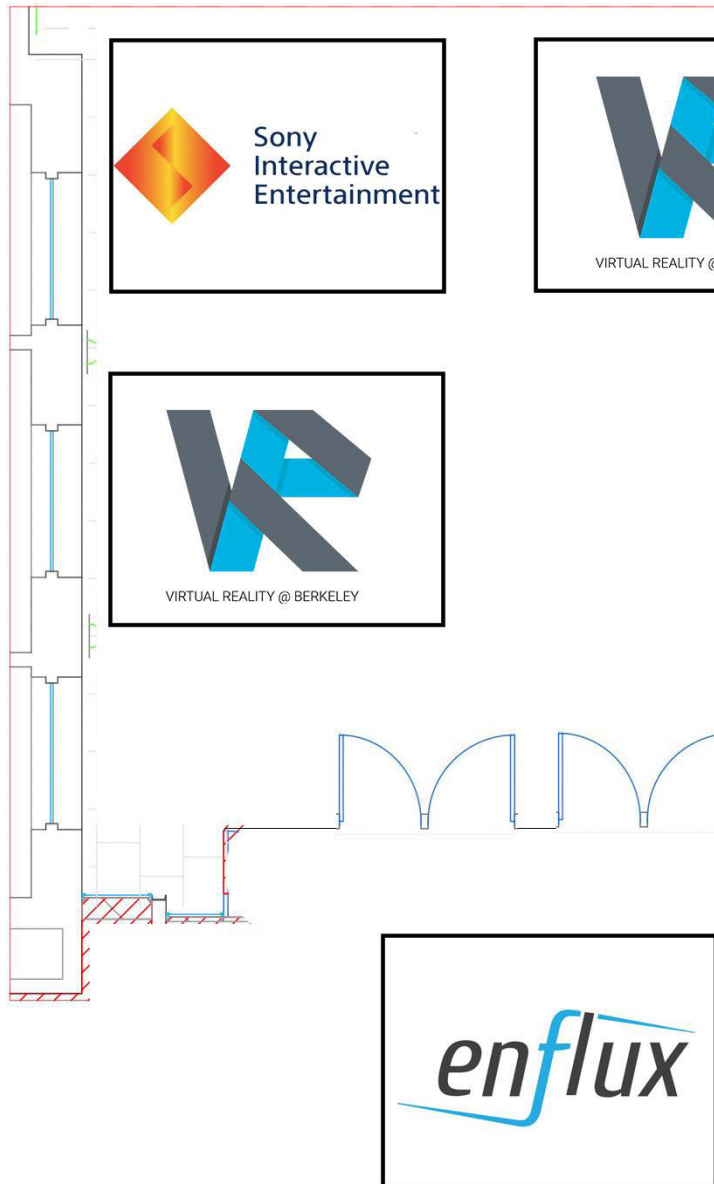 Sony
Interactive
Entertainment
VIRTUAL REALITY @
VIRTUAL REALITY @ BERKELEY
enflux